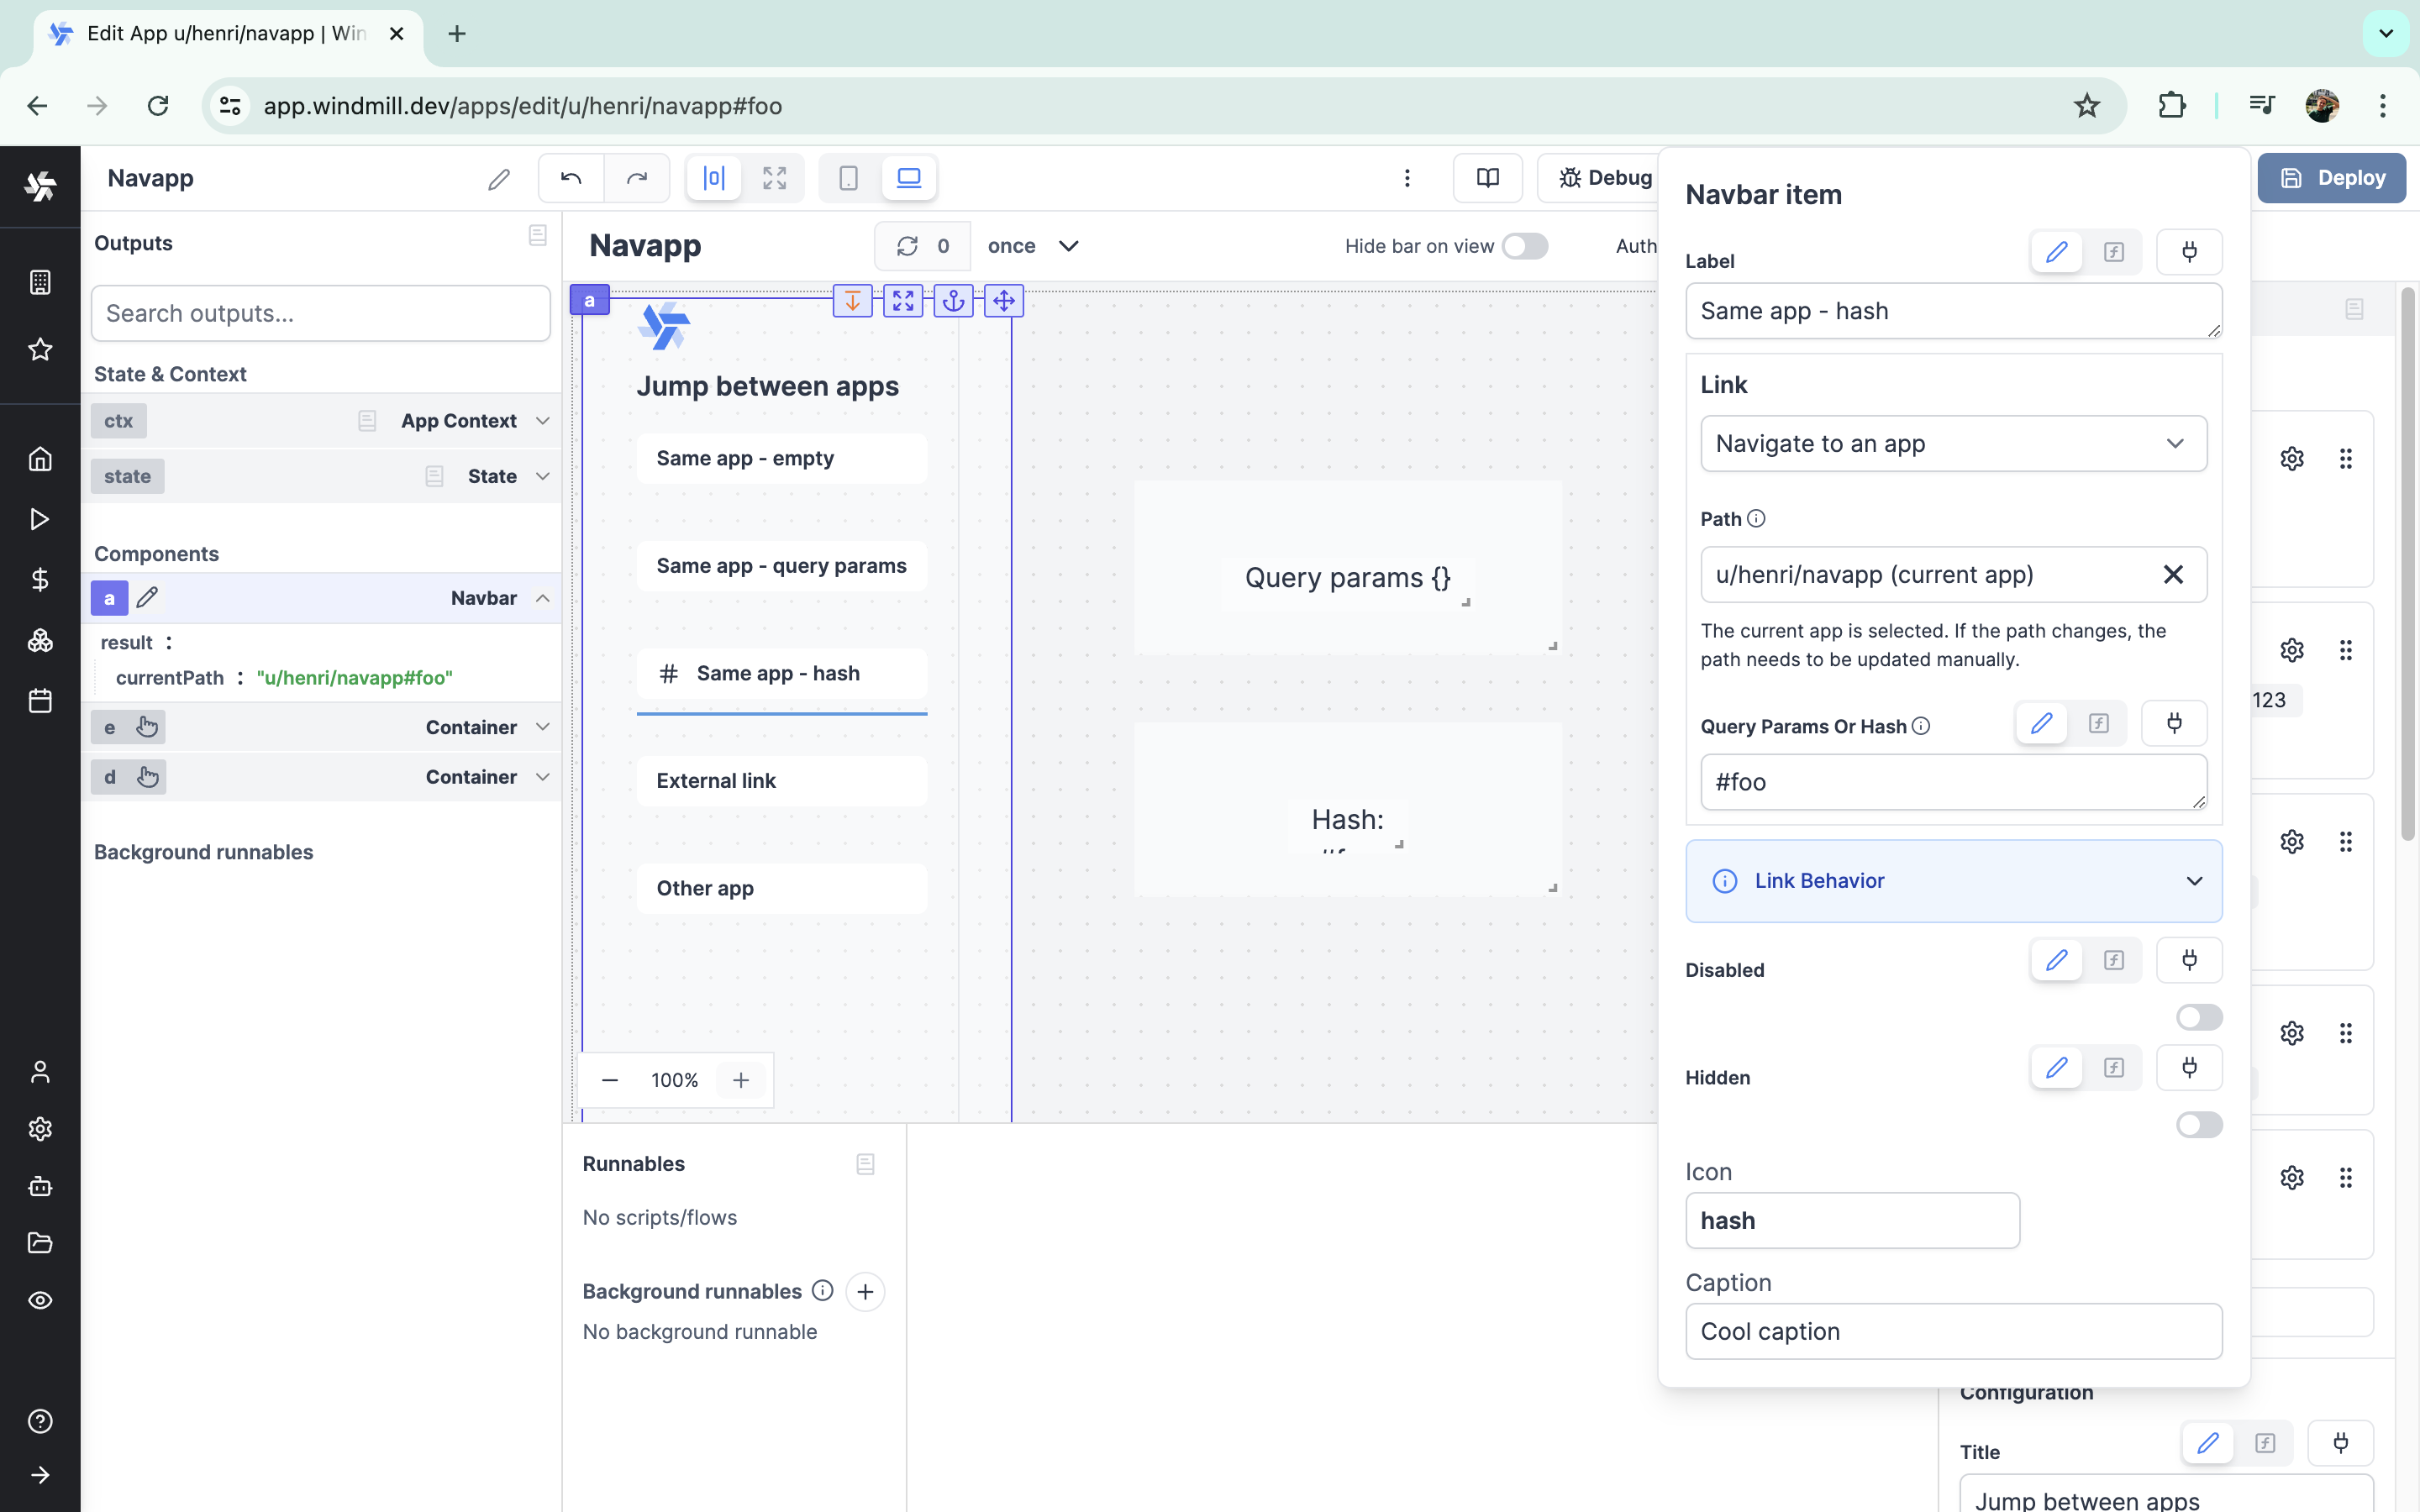 Edit App u/henri/navapp | Win
app.windmill.dev/apps/edit/u/henri/navapp#foo
Navapp
Debug
Deploy
Outputs
Search outputs...
State & Context
ctx
App Context
state
State
Components
a
Navbar
result :
currentPath : "u/henri/navapp#foo"
e
Container
d
Container
Background runnables
Navapp
0
once
Hide bar on view
Auth
a
Jump between apps
Same app - empty
Same app - query params
Same app - hash
External link
Other app
100%
Query params {}
Hash:
Runnables
No scripts/flows
Background runnables
No background runnable
Navbar item
Label
Same app - hash
Link
Navigate to an app
Path
u/henri/navapp (current app)
The current app is selected. If the path changes, the
path needs to be updated manually.
Query Params Or Hash
#foo
Link Behavior
Disabled
Hidden
Icon
hash
Caption
Cool caption
123
Configuration
Title
Jump between apps